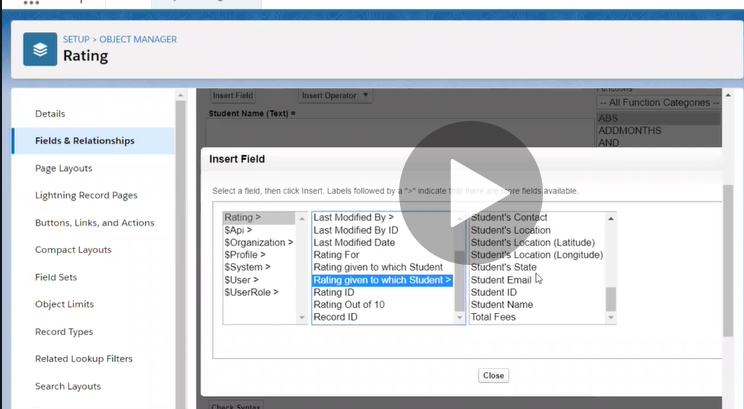 SETUP > OBJECT MANAGER
Rating
Details
Fields & Relationships
Page Layouts
Lightning Record Pages
Buttons, Links, and Actions
Compact Layouts
Field Sets
Object Limits
Record Types
Related Lookup Filters
Search Layouts
Insert Field
Insert Operator
Functions
-- All Function Categories --
Student Name (Text) =
ABS
ADDMONTHS
AND
Insert Field
Select a field, then click Insert. Labels followed by a ">" indicate that there are more fields available.
Rating >
$Api >
$Organization >
$Profile >
$System >
$User >
$UserRole >
Last Modified By >
Last Modified By ID
Last Modified Date
Rating For
Rating given to which Student
Rating given to which Student >
Rating ID
Rating Out of 10
Record ID
Student's Contact
Student's Location
Student's Location (Latitude)
Student's Location (Longitude)
Student's State
Student Email
Student ID
Student Name
Total Fees
Close
Check Syntax